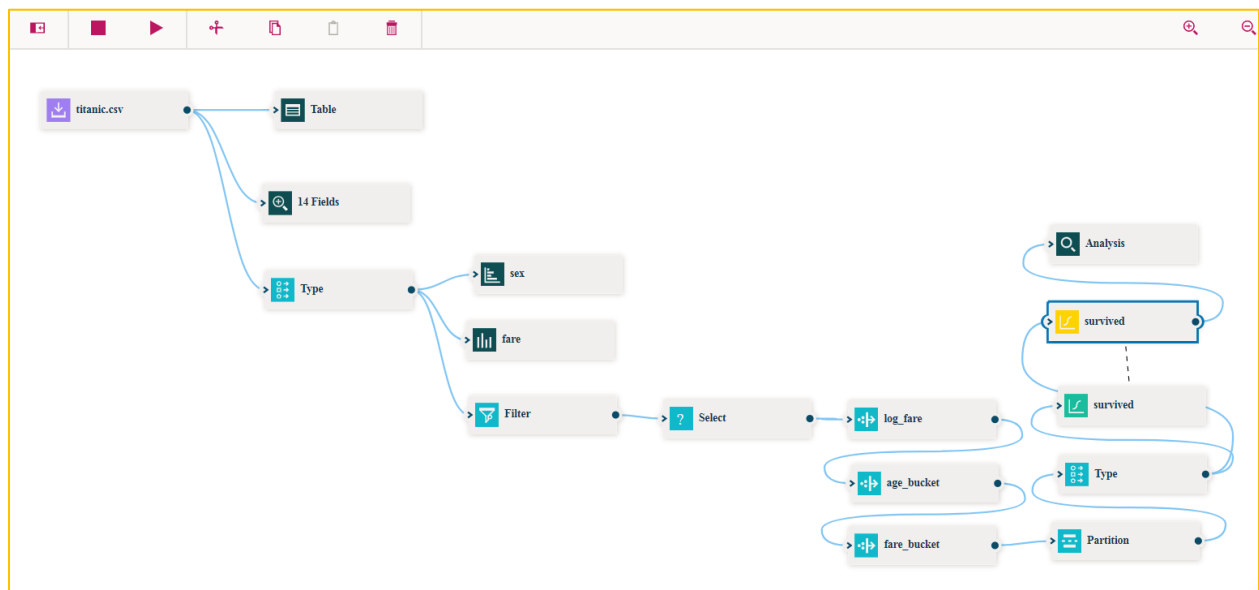 titanic.csv
Table
14 Fields
Type
sex
fare
Filter
Select
log_fare
age_bucket
fare_bucket
Analysis
survived
survived
Type
Partition